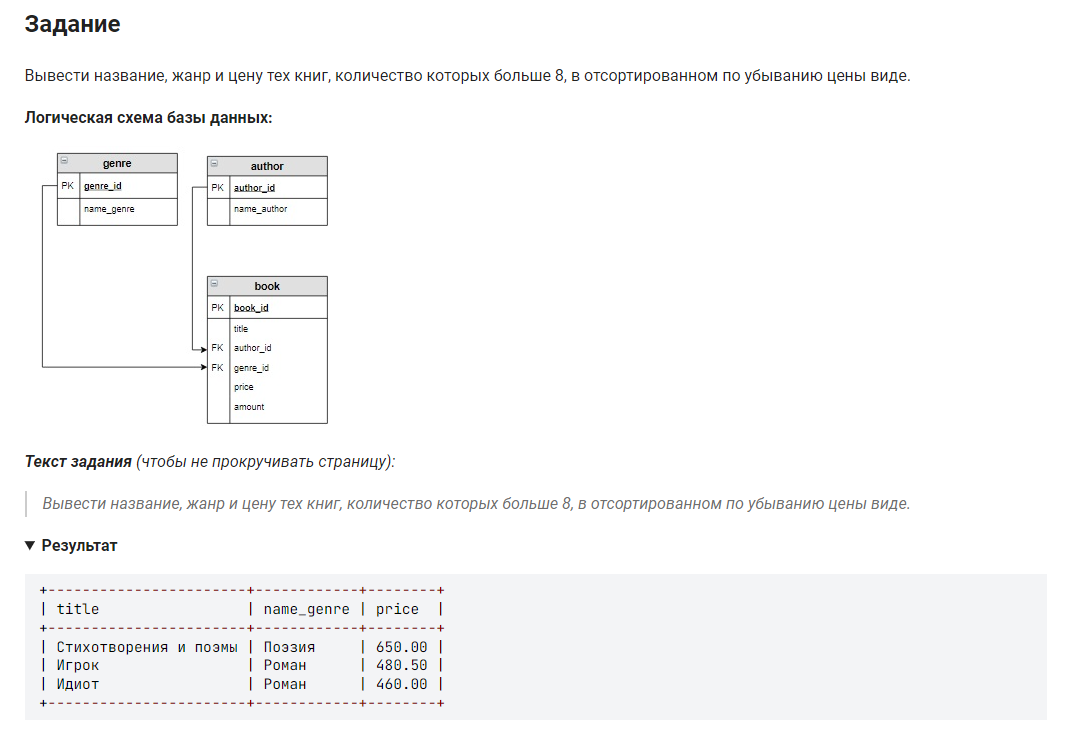 Задание
Вывести название, жанр и цену тех книг, количество которых больше 8, в отсортированном по убыванию цены виде.
Логическая схема базы данных:
genre
PK genre_id
name_genre
author
PK author_id
name_author
book
PK book_id
title
FK author_id
FK genre_id
price
amount
Текст задания (чтобы не прокручивать страницу):
Вывести название, жанр и цену тех книг, количество которых больше 8, в отсортированном по убыванию цены виде.
▼ Результат
+-----------------------+------------+--------+
| title                 | name_genre | price  |
+-----------------------+------------+--------+
| Стихотворения и поэмы | Поэзия     | 650.00 |
| Игрок                 | Роман      | 480.50 |
| Идиот                 | Роман      | 460.00 |
+-----------------------+------------+--------+